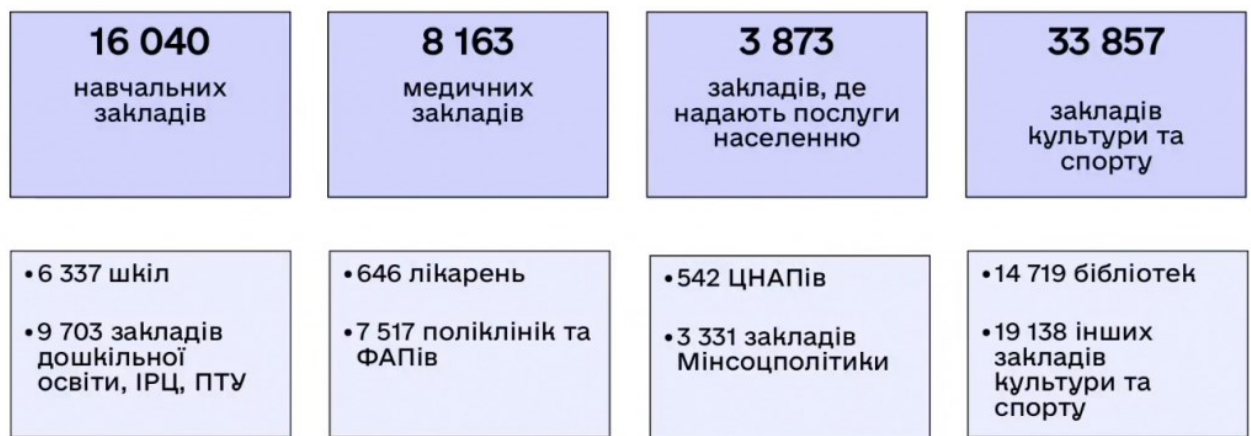 16 040
навчальних
закладів
8 163
медичних
закладів
3 873
закладів, де
надають послуги
населенню
33 857
закладів
культури та
спорту
•6 337 шкіл
•9 703 закладів
дошкільної
освіти, ІРЦ, ПТУ
•646 лікарень
•7 517 поліклінік та
ФАПів
•542 ЦНАПів
•3 331 закладів
Мінсоцполітики
•14 719 бібліотек
•19 138 інших
закладів
культури та
спорту